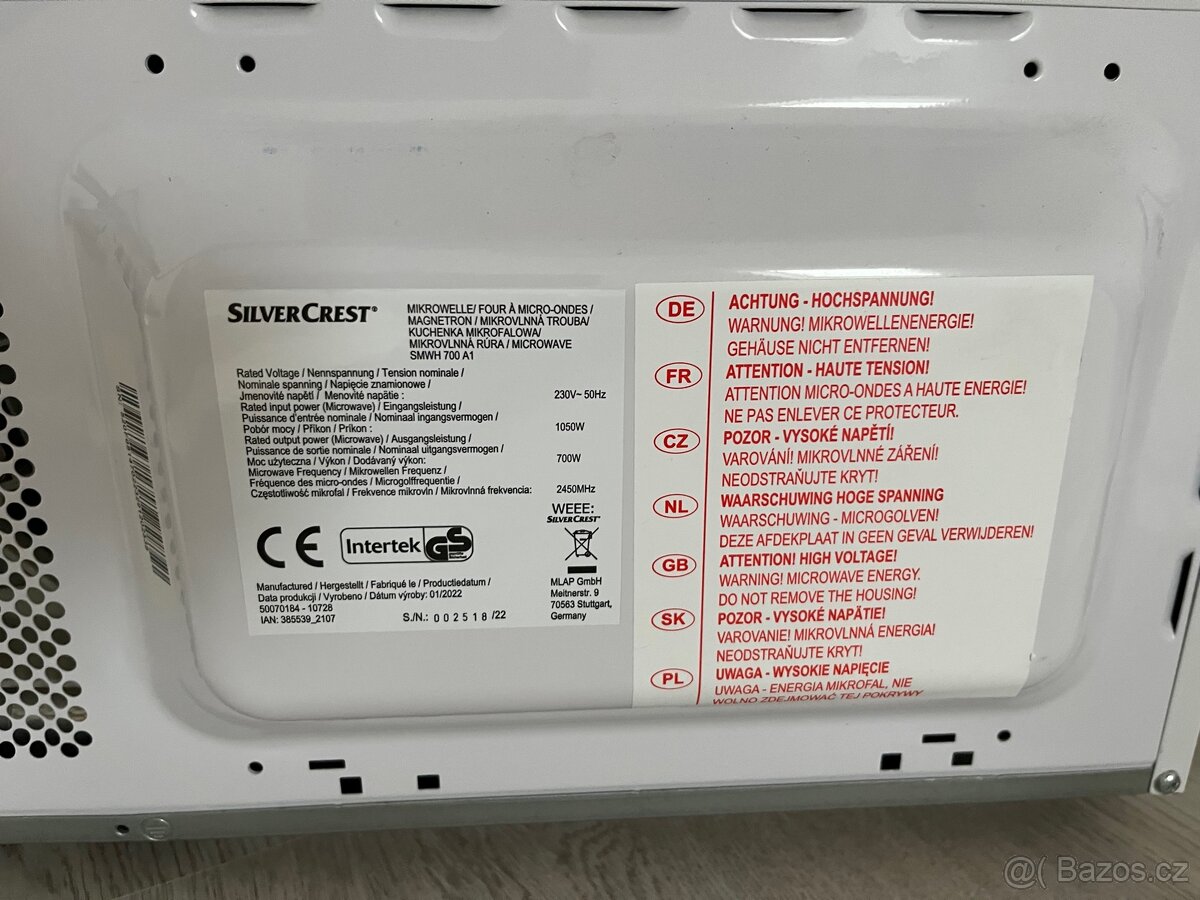 SILVERCREST®
MIKROWELLE/ FOUR À MICRO-ONDES /
MAGNETRON / MIKROVLNNÁ TROUBA/
KUCHENKA MIKROFALOWA/
MIKROVLNNÁ RÚRA / MICROWAVE
SMWH 700 A1
Rated Voltage / Nennspannung / Tension nominale /
Nominale spanning / Napięcie znamionowe /
Jmenovité napětí / Menovité napätie : 230V~ 50Hz
Rated input power (Microwave) / Eingangsleistung /
Puissance d'entrée nominale / Nominaal ingangsvermogen /
Pobór mocy / Příkon / Príkon : 1050W
Rated output power (Microwave) / Ausgangsleistung /
Puissance de sortie nominale / Nominaal uitgangsvermogen /
Moc użyteczna / Výkon / Dodávaný výkon: 700W
Microwave Frequency / Mikrowellen Frequenz /
Fréquence des micro-ondes / Microgolffrequentie /
Częstotliwość mikrofal / Frekvence mikrovln / Mikrovlnná frekvencia: 2450MHz
WEEE:
SILVERCREST®
CE
Intertek GS
Manufactured / Hergestellt / Fabriqué le / Productiedatum /
Data produkcji / Vyrobeno / Dátum výroby: 01/2022
50070184 - 10728
IAN: 385539_2107
S./N.: 002518 /22
MLAP GmbH
Meitnerstr. 9
70563 Stuttgart,
Germany
DE
ACHTUNG - HOCHSPANNUNG!
WARNUNG! MIKROWELLENENERGIE!
GEHÄUSE NICHT ENTFERNEN!
FR
ATTENTION - HAUTE TENSION!
ATTENTION MICRO-ONDES A HAUTE ENERGIE!
NE PAS ENLEVER CE PROTECTEUR.
CZ
POZOR - VYSOKÉ NAPĚTÍ!
VAROVÁNÍ! MIKROVLNNÉ ZÁŘENÍ!
NEODSTRAŇUJTE KRYT!
NL
WAARSCHUWING HOGE SPANNING
WAARSCHUWING - MICROGOLVEN!
DEZE AFDEKPLAAT IN GEEN GEVAL VERWIJDEREN!
GB
ATTENTION! HIGH VOLTAGE!
WARNING! MICROWAVE ENERGY.
DO NOT REMOVE THE HOUSING!
SK
POZOR - VYSOKÉ NAPÄTIE!
VAROVANIE! MIKROVLNNÁ ENERGIA!
NEODSTRAŇUJTE KRYT!
PL
UWAGA - WYSOKIE NAPIĘCIE
UWAGA - ENERGIA MIKROFAL, NIE
WOLNO ZDEJMOWAĆ TEJ POKRYWY
@( Bazoš.cz